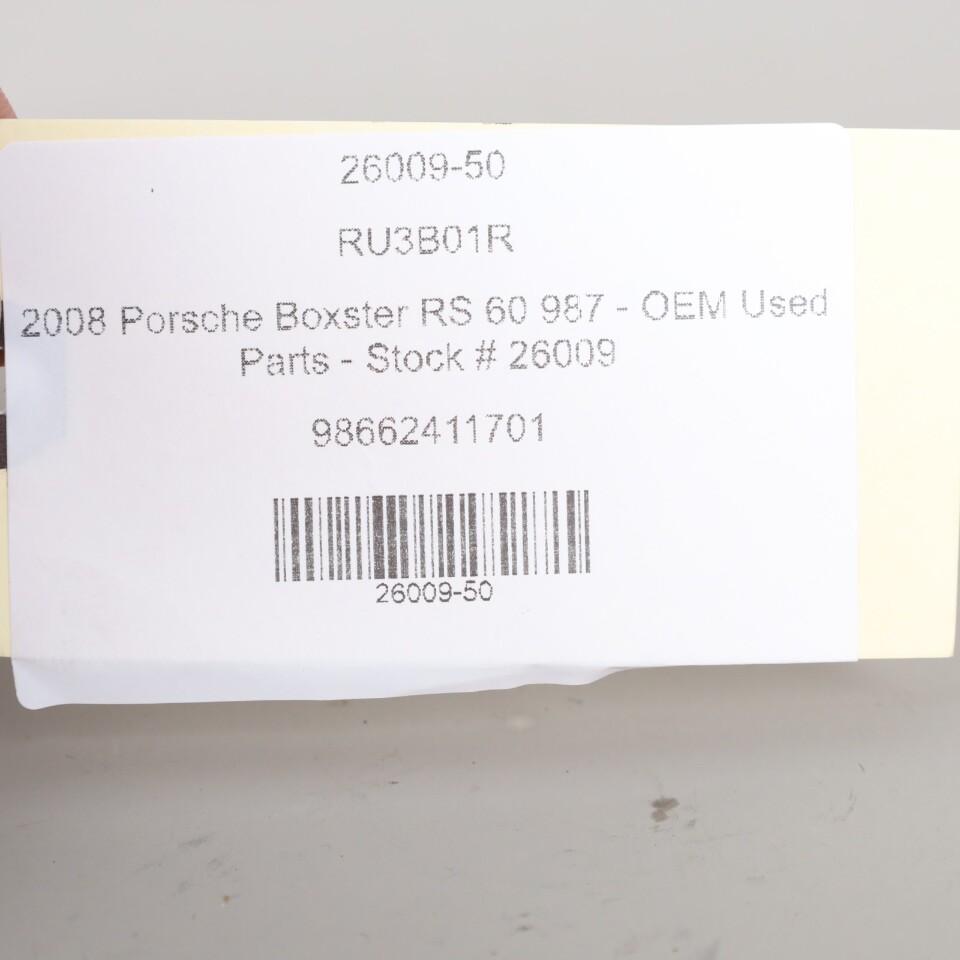 26009-50
RU3B01R
2008 Porsche Boxster RS 60 987 - OEM Used
Parts - Stock # 26009
98662411701
26009-50